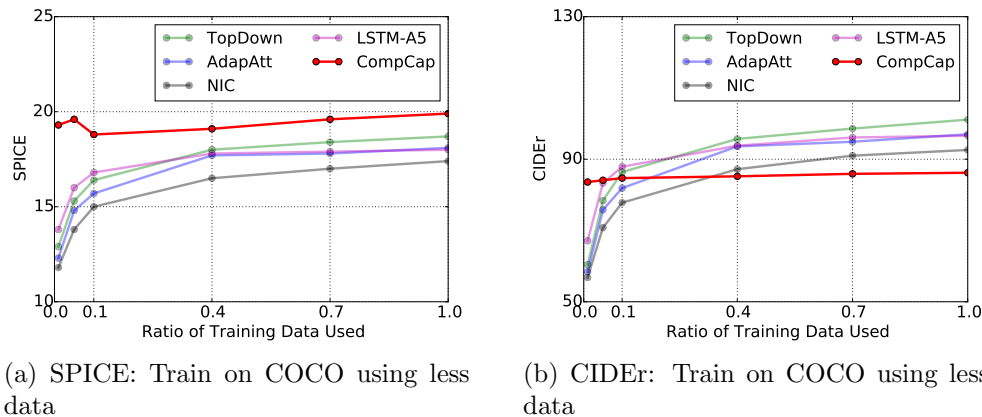 25
20
15
10
SPICE
TopDown
AdapAtt
NIC
LSTM-A5
CompCap
0.0 0.1 0.4 0.7 1.0
Ratio of Training Data Used
(a) SPICE: Train on COCO using less
data
130
90
50
CIDEr
TopDown
AdapAtt
NIC
LSTM-A5
CompCap
0.0 0.1 0.4 0.7 1.0
Ratio of Training Data Used
(b) CIDEr: Train on COCO using less
data